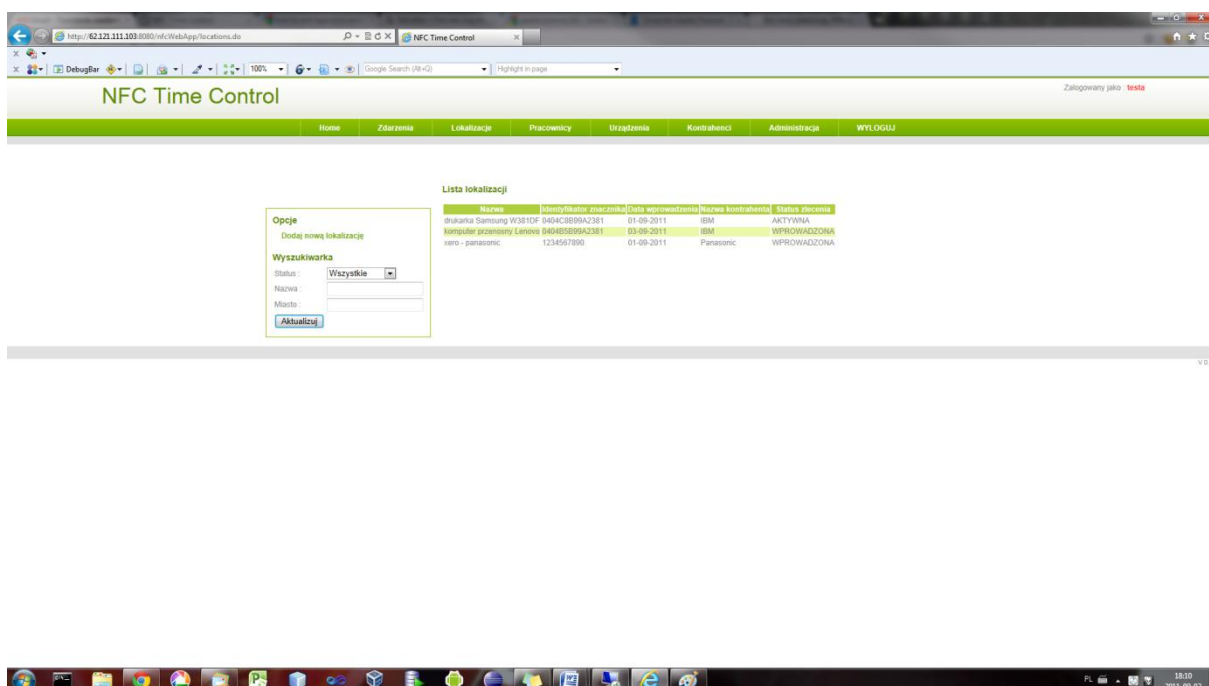 http://62.121.111.103:8080/nfcWebApp/locations.do
NFC Time Control
DebugBar
100%
Google Search (Alt+Q)
Highlight in page
NFC Time Control
Zalogowany jako : testa
Home Zdarzenia Lokalizacje Pracownicy Urządzenia Kontrahenci Administracja WYLOGUJ
Lista lokalizacji
Nazwa Identyfikator znacznika Data wprowadzenia Nazwa kontrahenta Status zlecenia
drukarka Samsung W381DF 0404C8B99A2381 01-09-2011 IBM AKTYWNA
komputer przenosny Lenovo 0404B5B99A2381 03-09-2011 IBM WPROWADZONA
xero - panasonic 1234567890 01-09-2011 Panasonic WPROWADZONA
Opcje
Dodaj nową lokalizację
Wyszukiwarka
Status : Wszystkie
Nazwa :
Miasto :
Aktualizuj
PL
18:10